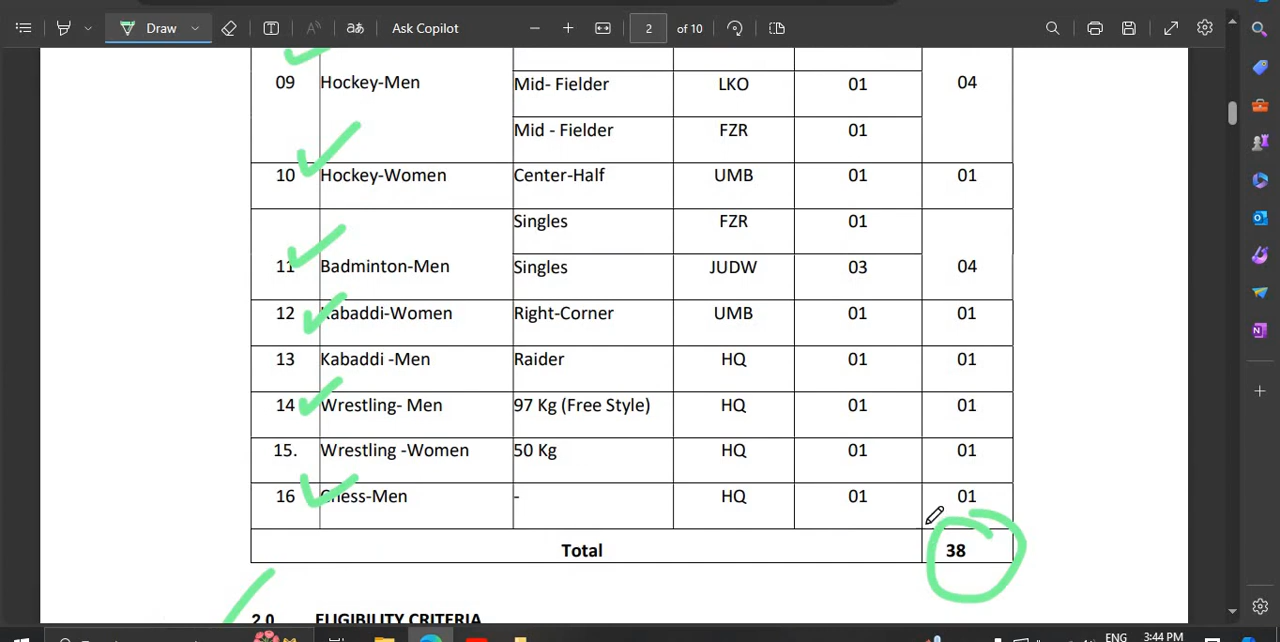 Draw
aあ
Ask Copilot
2 of 10
09 Hockey-Men Mid- Fielder LKO 01 04
Mid - Fielder FZR 01
10 Hockey-Women Center-Half UMB 01 01
Singles FZR 01
11 Badminton-Men Singles JUDW 03 04
12 Kabaddi-Women Right-Corner UMB 01 01
13 Kabaddi -Men Raider HQ 01 01
14 Wrestling- Men 97 Kg (Free Style) HQ 01 01
15. Wrestling -Women 50 Kg HQ 01 01
16 Chess-Men - HQ 01 01
Total 38
2.0 ELIGIBILITY CRITERIA
ENG 3:44 PM